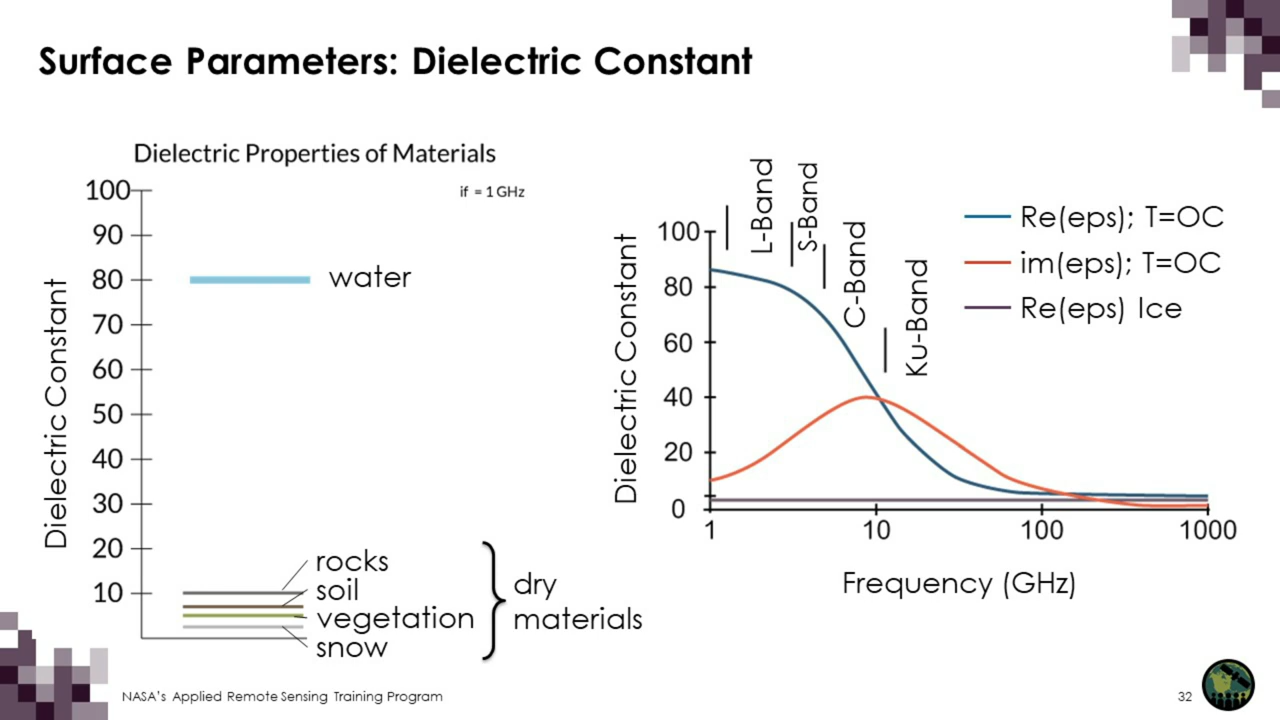 Surface Parameters: Dielectric Constant
Dielectric Properties of Materials
if = 1 GHz
Dielectric Constant
100
90
80
70
60
50
40
30
20
10
water
rocks
soil
vegetation
snow
dry
materials
L-Band
S-Band
C-Band
Ku-Band
Re(eps); T=OC
im(eps); T=OC
Re(eps) Ice
Dielectric Constant
100
80
60
40
20
0
1
10
100
1000
Frequency (GHz)
NASA's Applied Remote Sensing Training Program
32